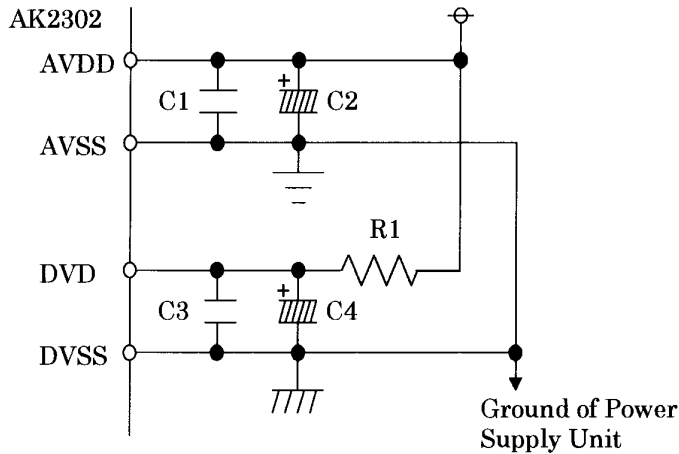 AK2302
AVDD
C1
+
C2
AVSS
R1
DVD
C3
+
C4
DVSS
Ground of Power
Supply Unit